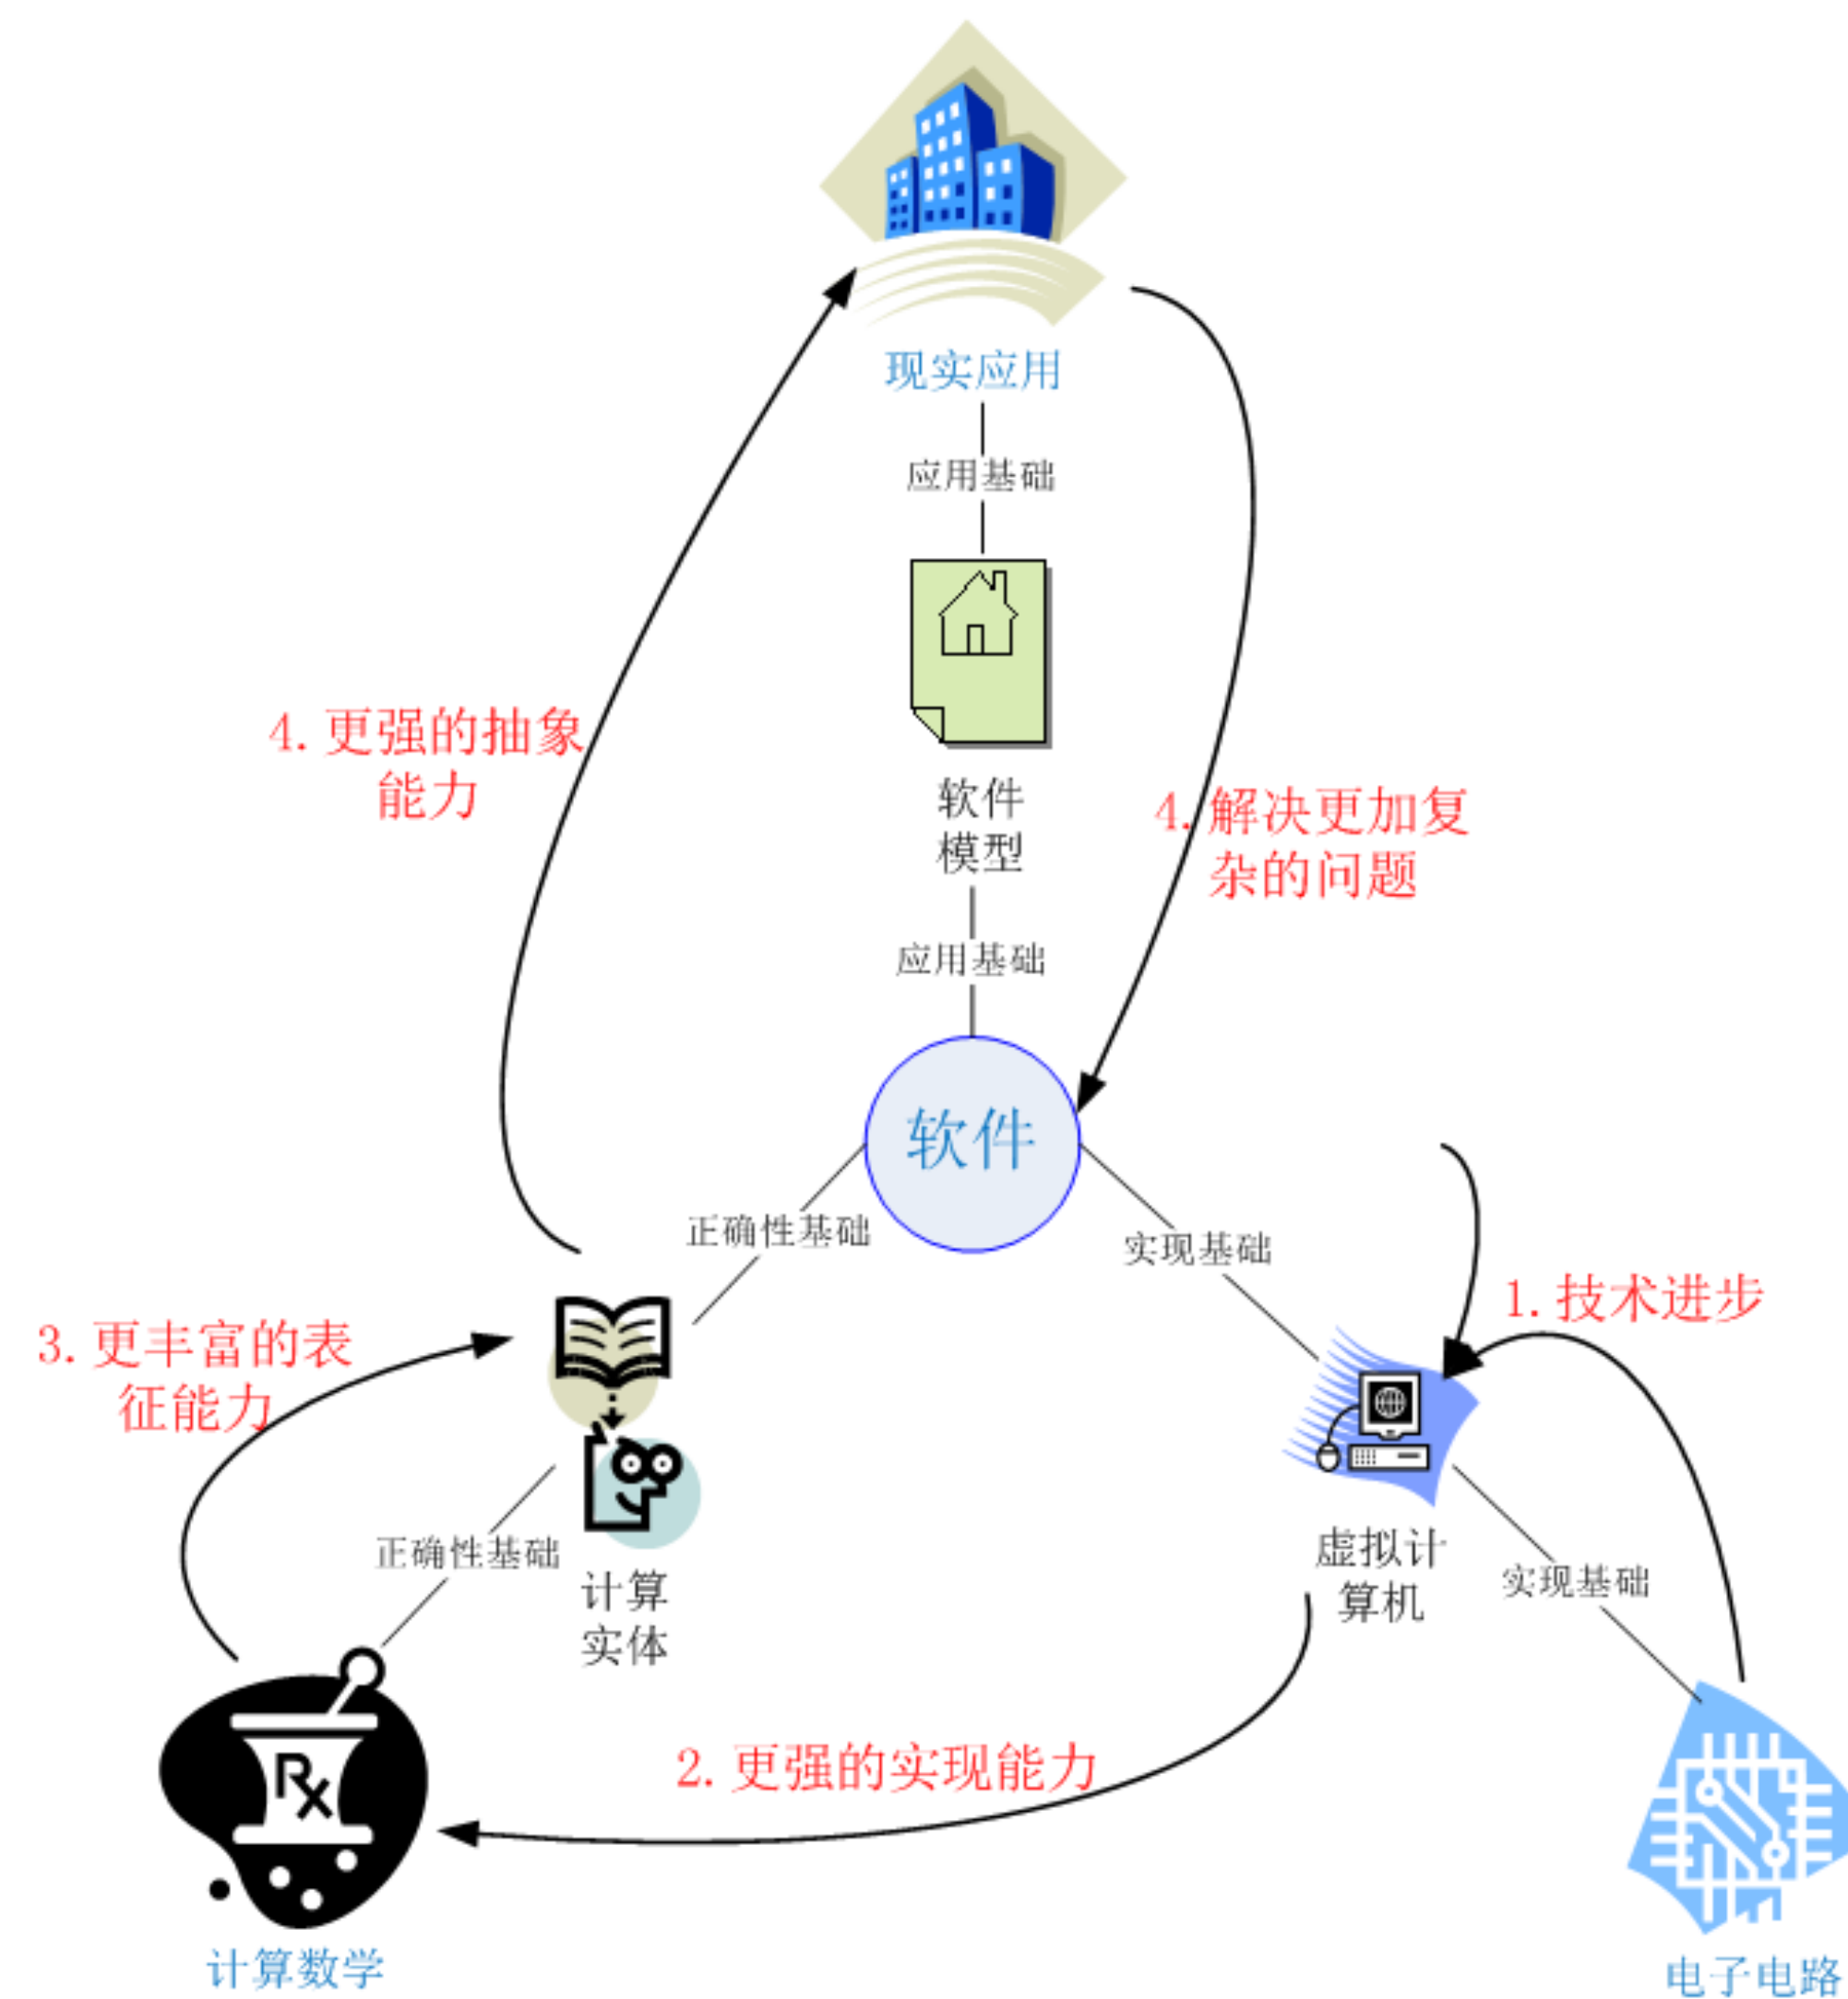 现实应用
应用基础
4. 更强的抽象
能力
软件
模型
4. 解决更加复
杂的问题
应用基础
软件
正确性基础
实现基础
3. 更丰富的表
征能力
1. 技术进步
正确性基础
计算
实体
虚拟计
算机
实现基础
2. 更强的实现能力
Rx
计算数学
电子电路